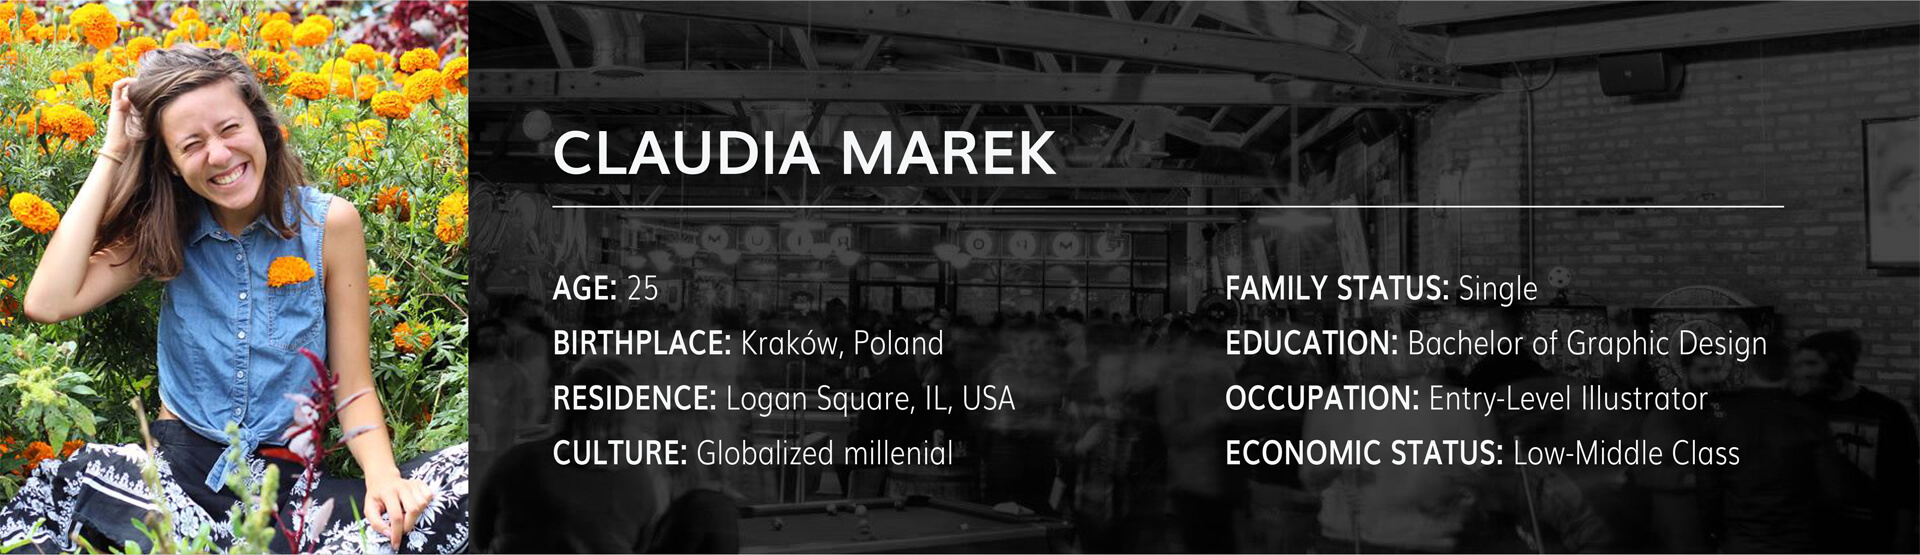 CLAUDIA MAREK
AGE: 25
BIRTHPLACE: Kraków, Poland
RESIDENCE: Logan Square, IL, USA
CULTURE: Globalized millenial
FAMILY STATUS: Single
EDUCATION: Bachelor of Graphic Design
OCCUPATION: Entry-Level Illustrator
ECONOMIC STATUS: Low-Middle Class